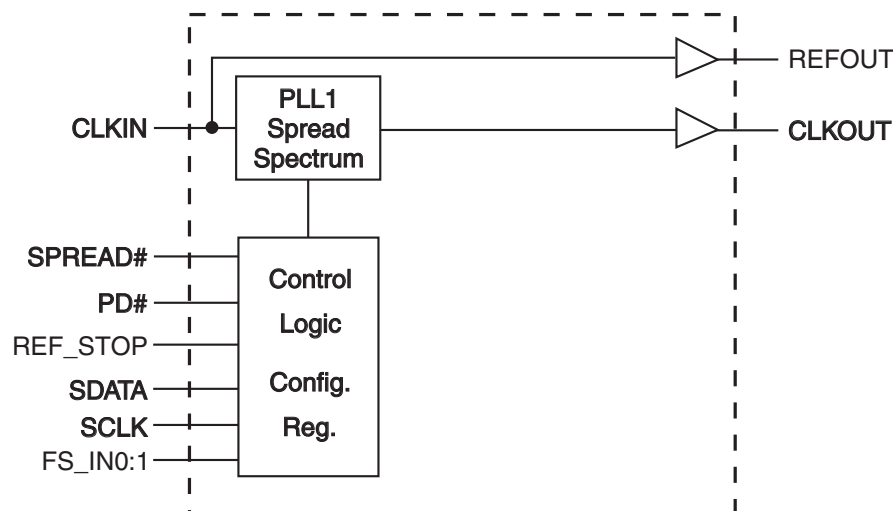 REFOUT
PLL1
Spread
Spectrum
CLKIN
CLKOUT
SPREAD#
PD#
REF_STOP
SDATA
SCLK
FS_IN0:1
Control
Logic
Config.
Reg.